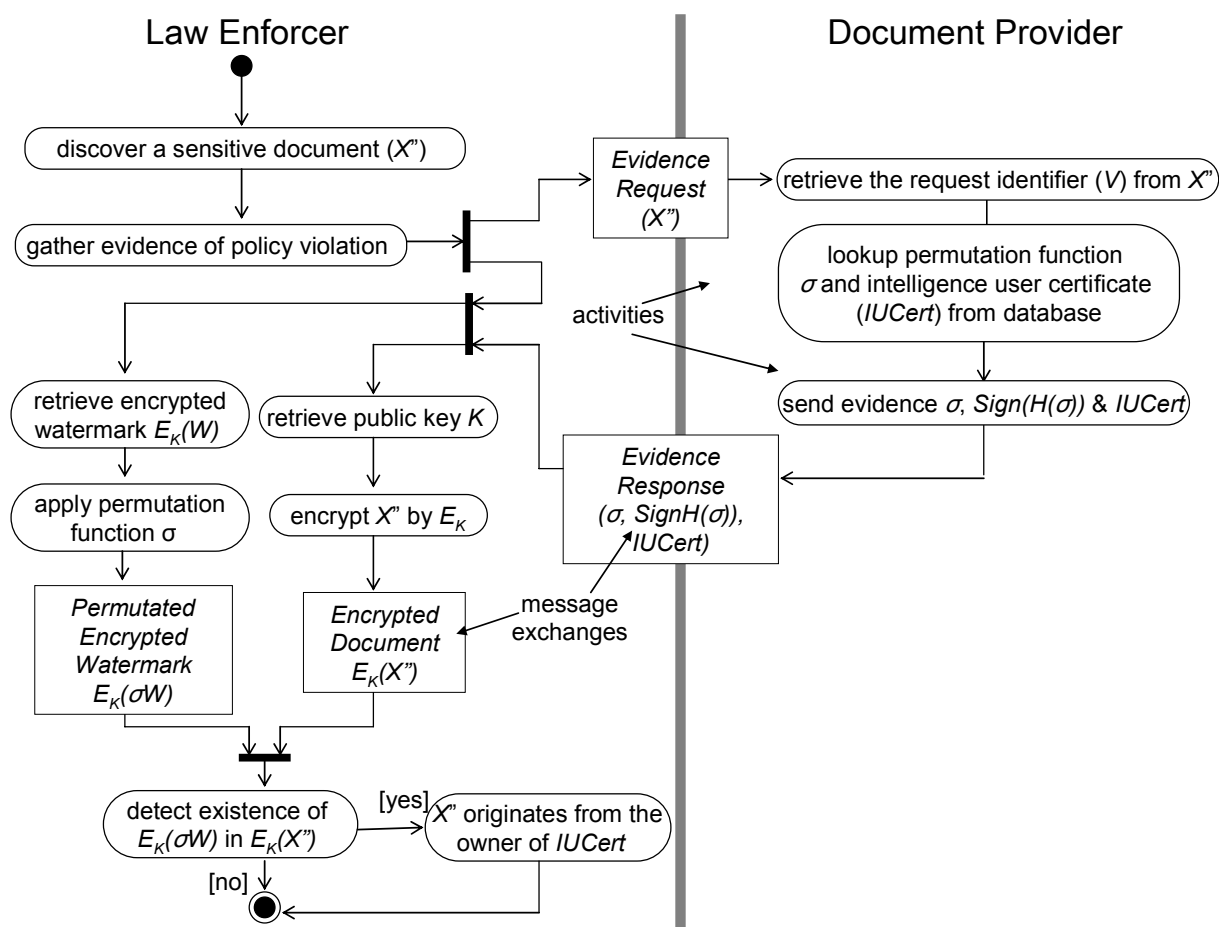 Law Enforcer
Document Provider
discover a sensitive document (X”)
gather evidence of policy violation
Evidence
Request
(X”)
retrieve the request identifier (V) from X”
lookup permutation function
σ and intelligence user certificate
(IUCert) from database
activities
send evidence σ, Sign(H(σ)) & IUCert
retrieve encrypted
watermark E_K(W)
retrieve public key K
Evidence
Response
(σ, SignH(σ)),
IUCert)
apply permutation
function σ
encrypt X” by E_K
Permutated
Encrypted
Watermark
E_K(σW)
Encrypted
Document
E_K(X”)
message
exchanges
detect existence of
E_K(σW) in E_K(X”)
[yes]
X” originates from the
owner of IUCert
[no]